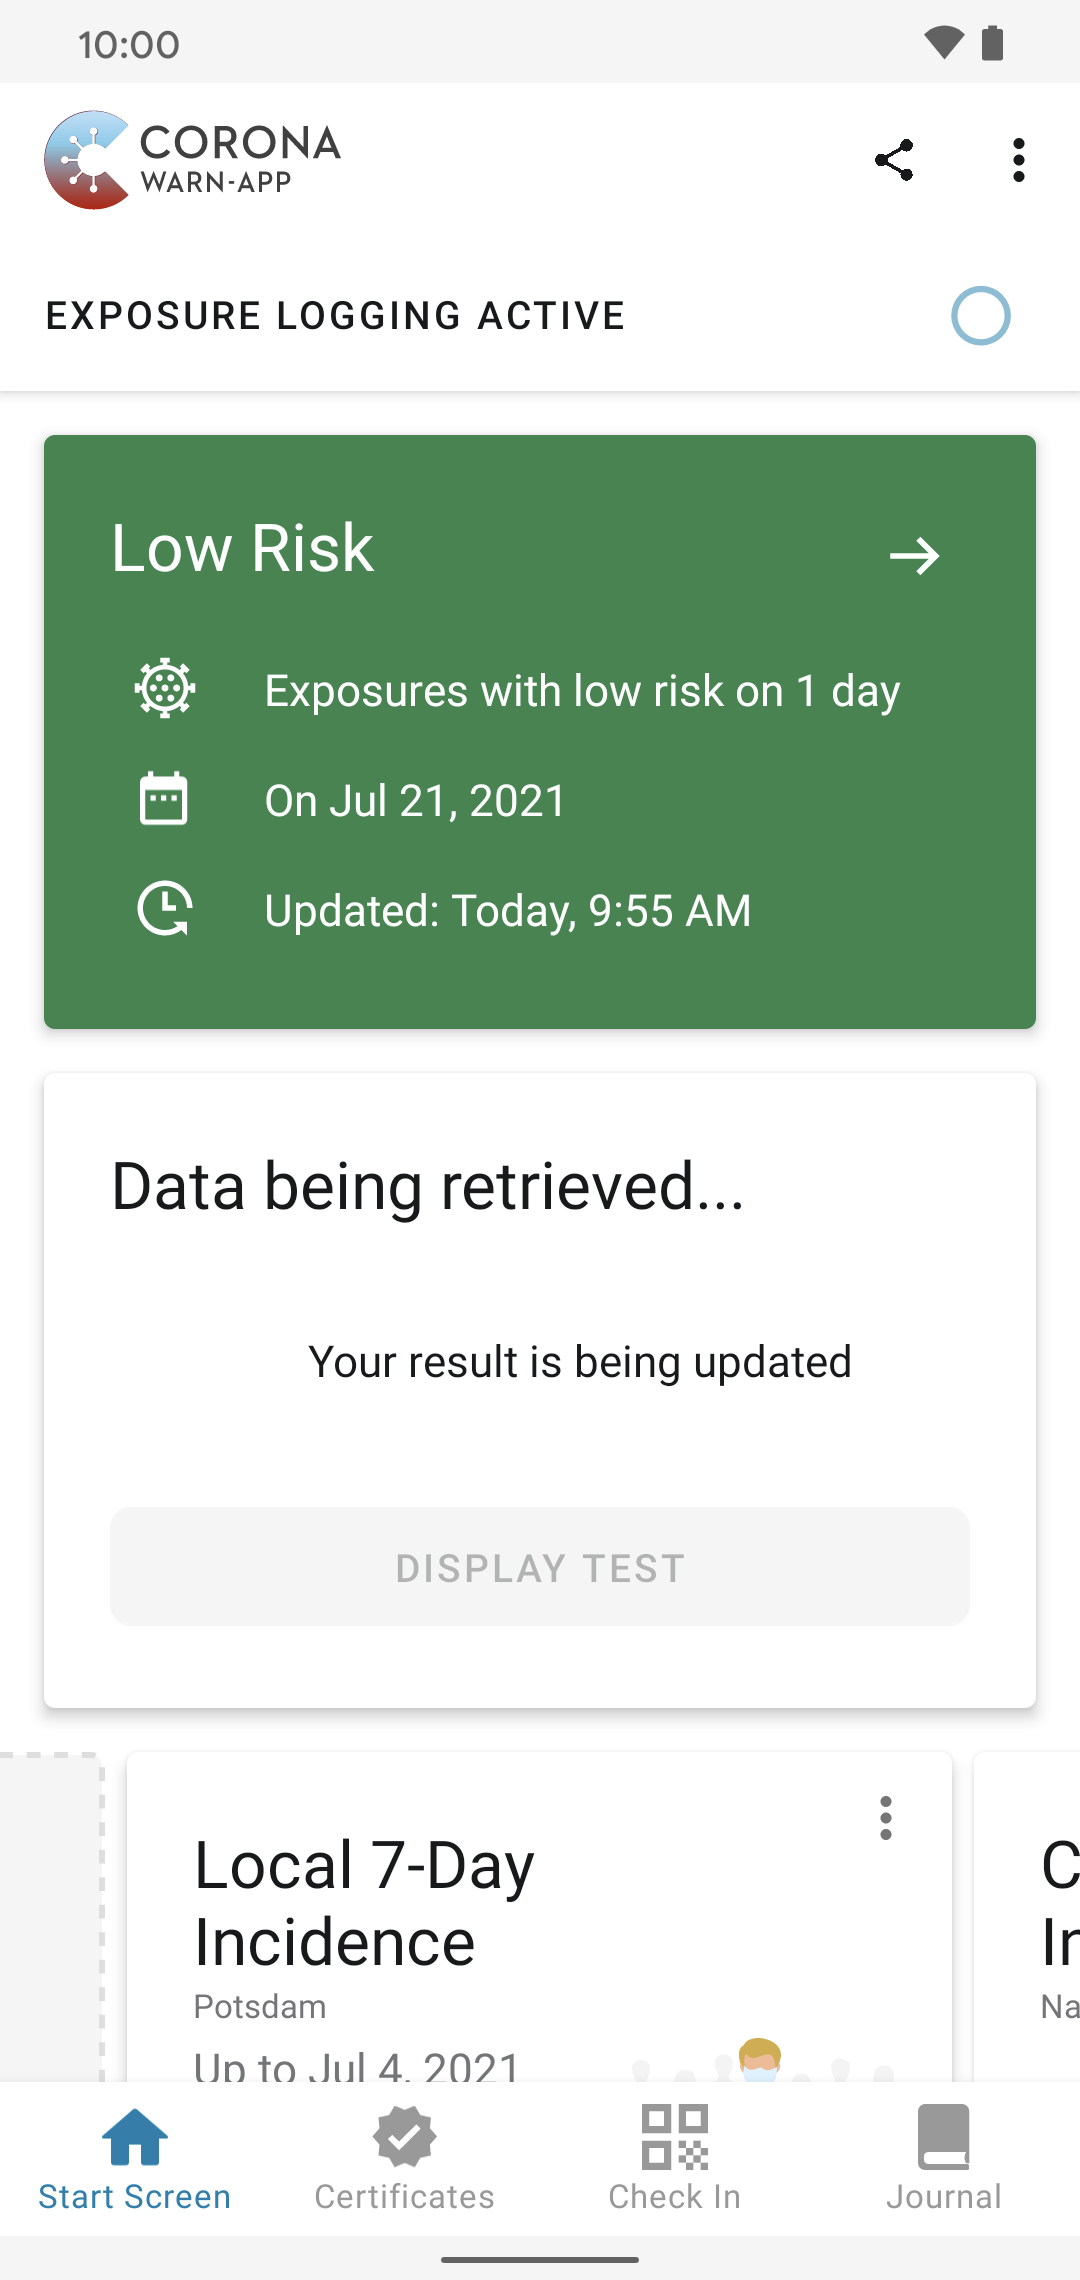 10:00
CORONA
WARN-APP
EXPOSURE LOGGING ACTIVE
Low Risk
Exposures with low risk on 1 day
On Jul 21, 2021
Updated: Today, 9:55 AM
Data being retrieved...
Your result is being updated
DISPLAY TEST
Local 7-Day
Incidence
Potsdam
Up to Jul 4, 2021
Start Screen
Certificates
Check In
Journal